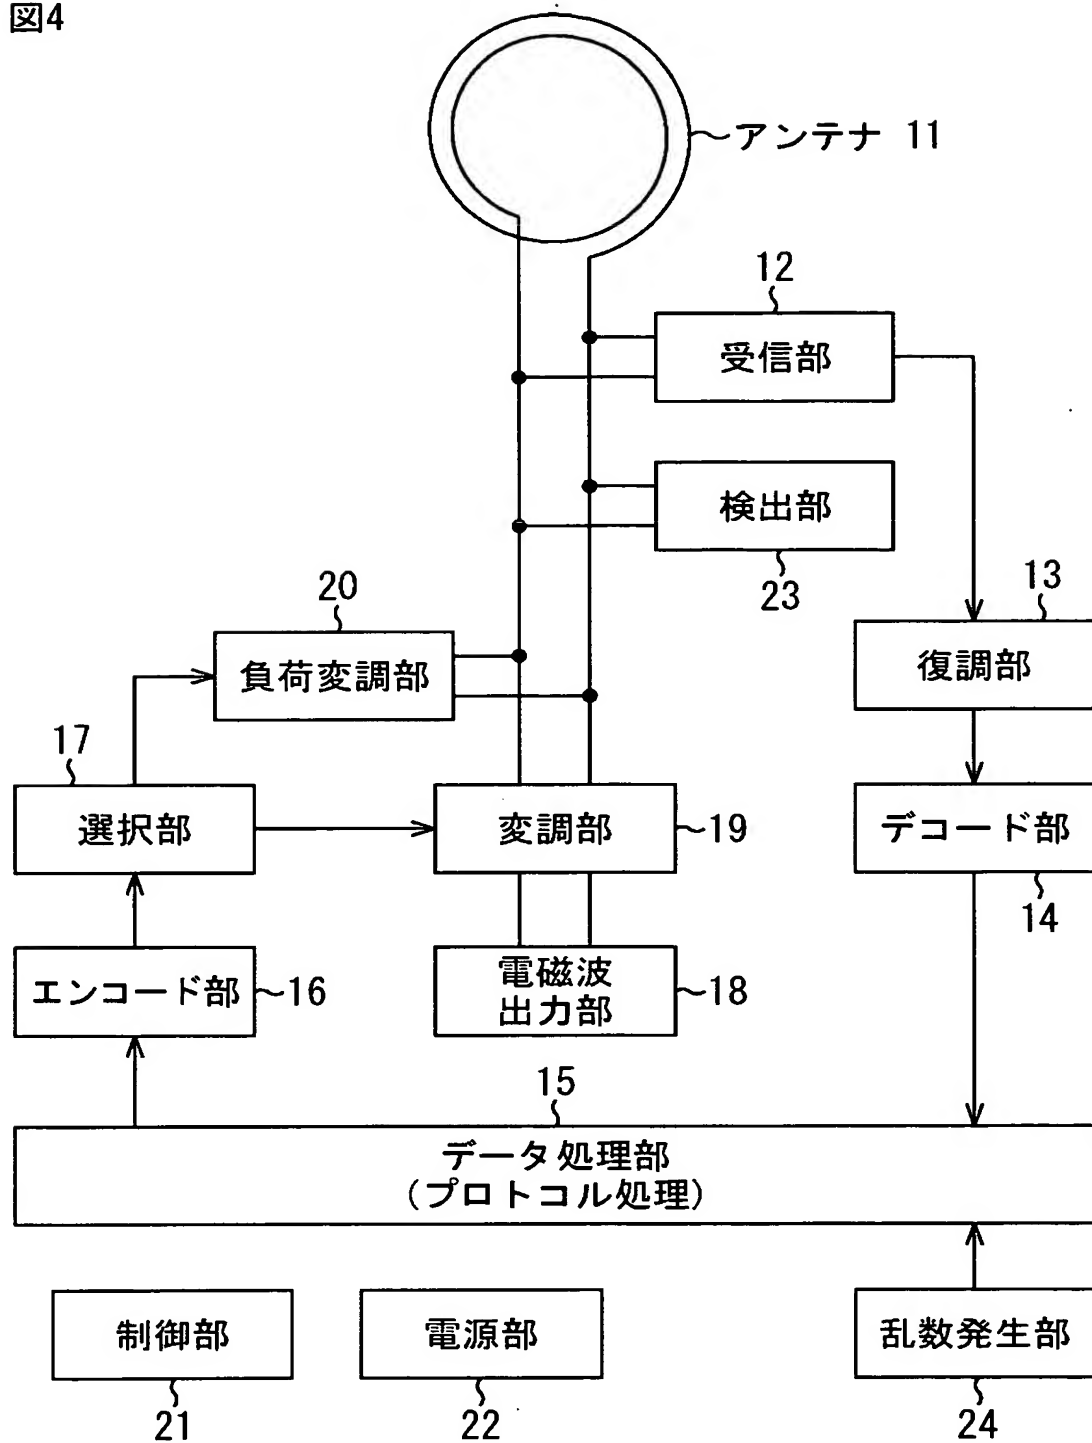 図4
アンテナ 11
12
受信部
検出部
23
20
負荷変調部
13
復調部
17
選択部
変調部
19
デコード部
14
エンコード部
16
電磁波
出力部
18
15
データ処理部
(プロトコル処理)
制御部
21
電源部
22
乱数発生部
24